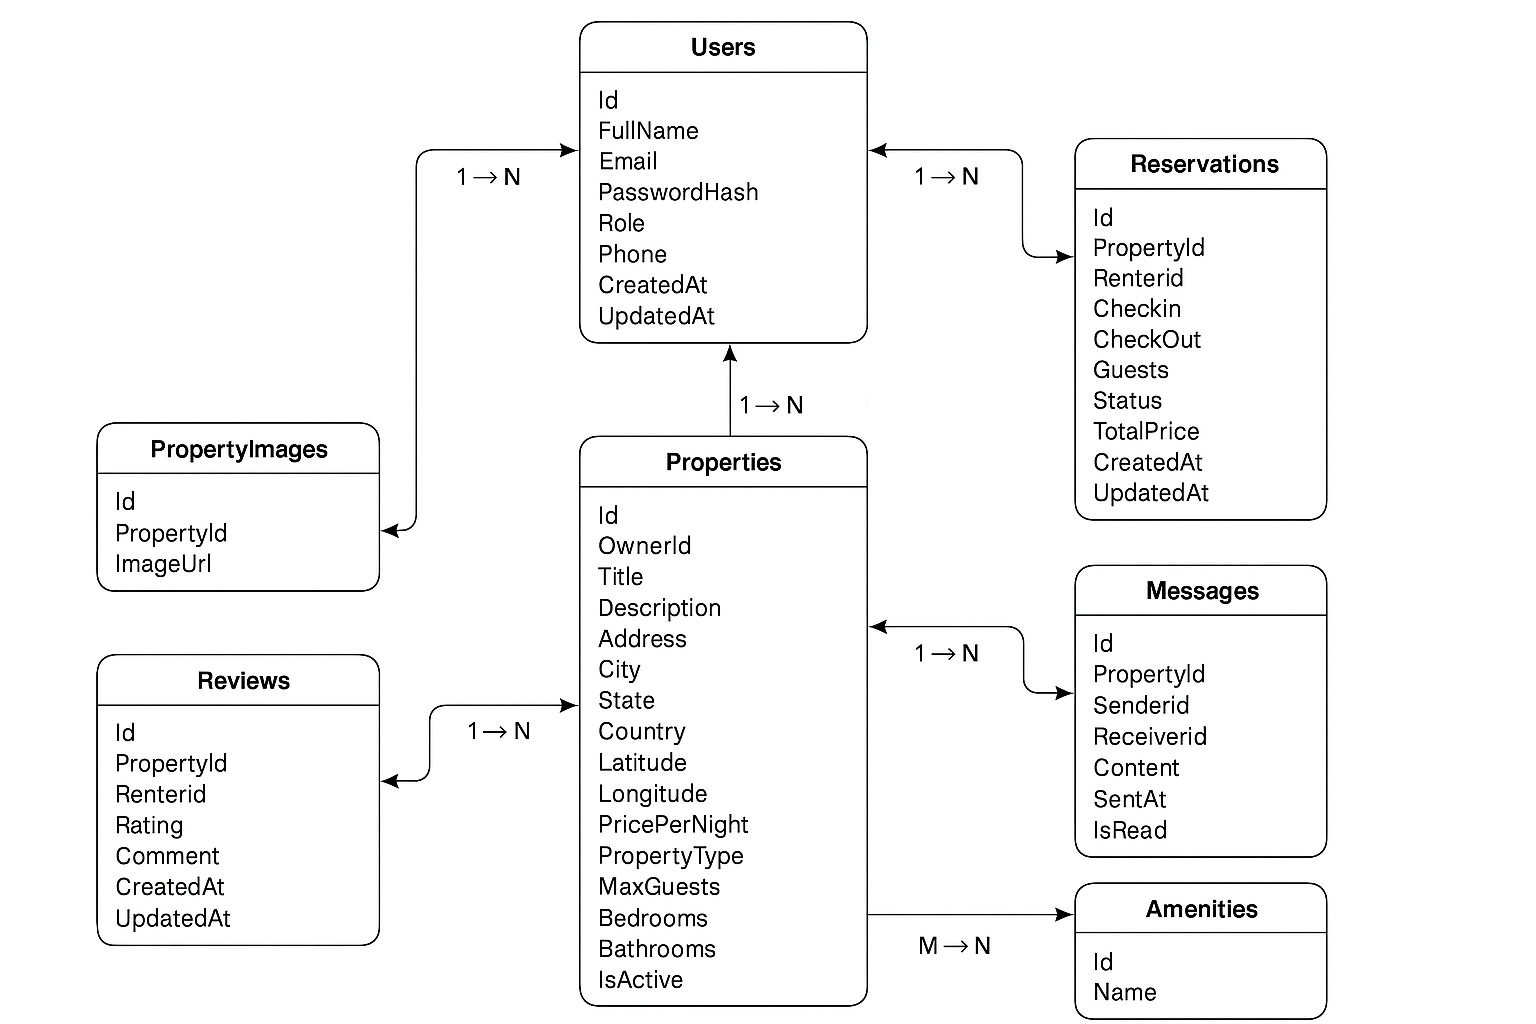 Users
Id
FullName
Email
PasswordHash
Role
Phone
CreatedAt
UpdatedAt
1 → N
1 → N
Reservations
Id
PropertyId
Renterid
Checkin
CheckOut
Guests
Status
TotalPrice
CreatedAt
UpdatedAt
1 → N
PropertyImages
Id
PropertyId
ImageUrl
Properties
Id
OwnerId
Title
Description
Address
City
State
Country
Latitude
Longitude
PricePerNight
PropertyType
MaxGuests
Bedrooms
Bathrooms
IsActive
1 → N
Messages
Id
PropertyId
Senderid
Receiverid
Content
SentAt
IsRead
Reviews
Id
PropertyId
Renterid
Rating
Comment
CreatedAt
UpdatedAt
1 → N
M → N
Amenities
Id
Name